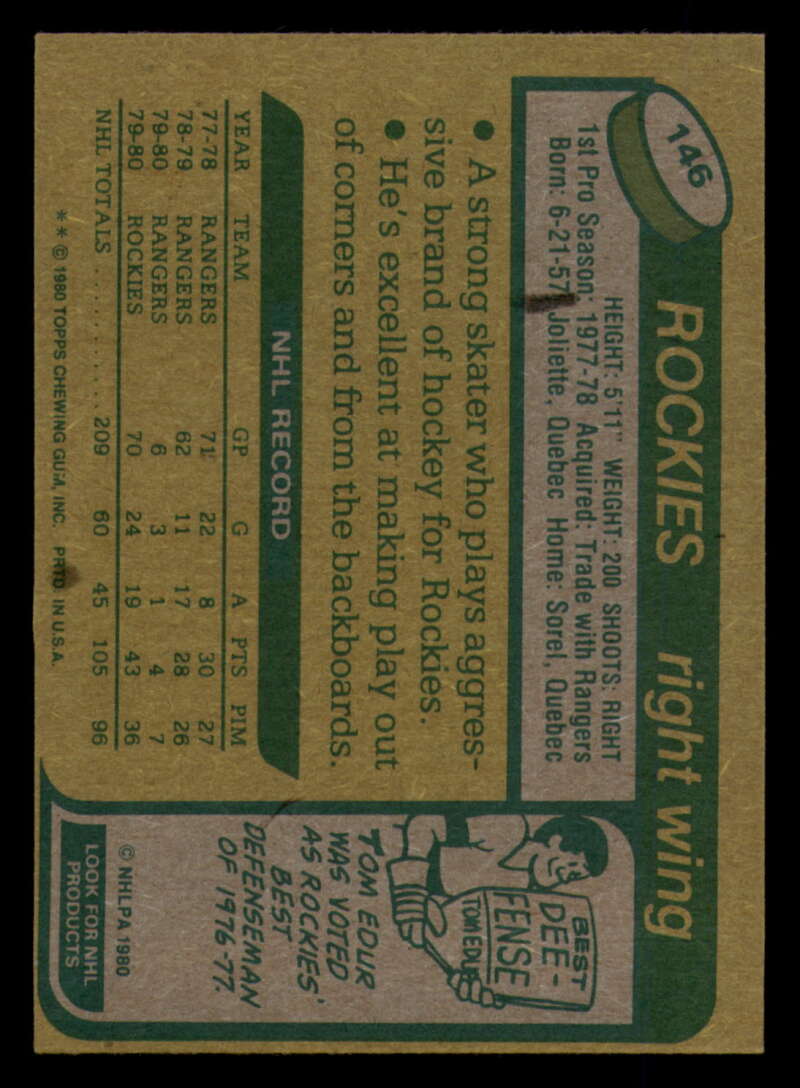 146
ROCKIES right wing
HEIGHT: 5'11" WEIGHT: 200 SHOOTS: RIGHT
1st Pro Season: 1977-78 Acquired: Trade with Rangers
Born: 6-21-57 Joliette, Quebec Home: Sorel, Quebec
• A strong skater who plays aggres-
sive brand of hockey for Rockies.
• He's excellent at making play out
of corners and from the backboards.
NHL RECORD
YEAR TEAM GP G A PTS PIM
77-78 RANGERS 71 22 8 30 27
78-79 RANGERS 62 11 17 28 26
79-80 RANGERS 6 3 1 4 7
79-80 ROCKIES 70 24 19 43 36
NHL TOTALS .......... 209 60 45 105 96
* * © 1980 TOPPS CHEWING GUM, INC. PRTD. IN U.S.A.
BEST
DEE-
FENSE
TOM EDUR
TOM EDUR
WAS VOTED
AS ROCKIES'
BEST
DEFENSEMAN
OF 1976-77.
© NHLPA 1980
LOOK FOR NHL
PRODUCTS